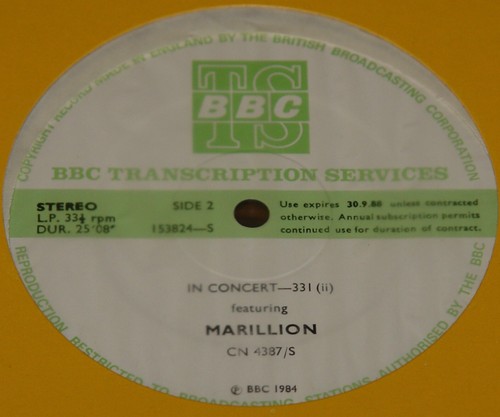 COPYRIGHT RECORD MADE IN ENGLAND BY THE BRITISH BROADCASTING CORPORATION
TS
BBC
BBC TRANSCRIPTION SERVICES
STEREO
L.P. 33⅓ rpm
DUR. 25'08"
SIDE 2
153824—S
Use expires 30.9.88 unless contracted
otherwise. Annual subscription permits
continued use for duration of contract.
IN CONCERT—331 (ii)
featuring
MARILLION
CN 4387/S
℗ BBC 1984
REPRODUCTION RESTRICTED TO BROADCASTING STATIONS AUTHORISED BY THE BBC